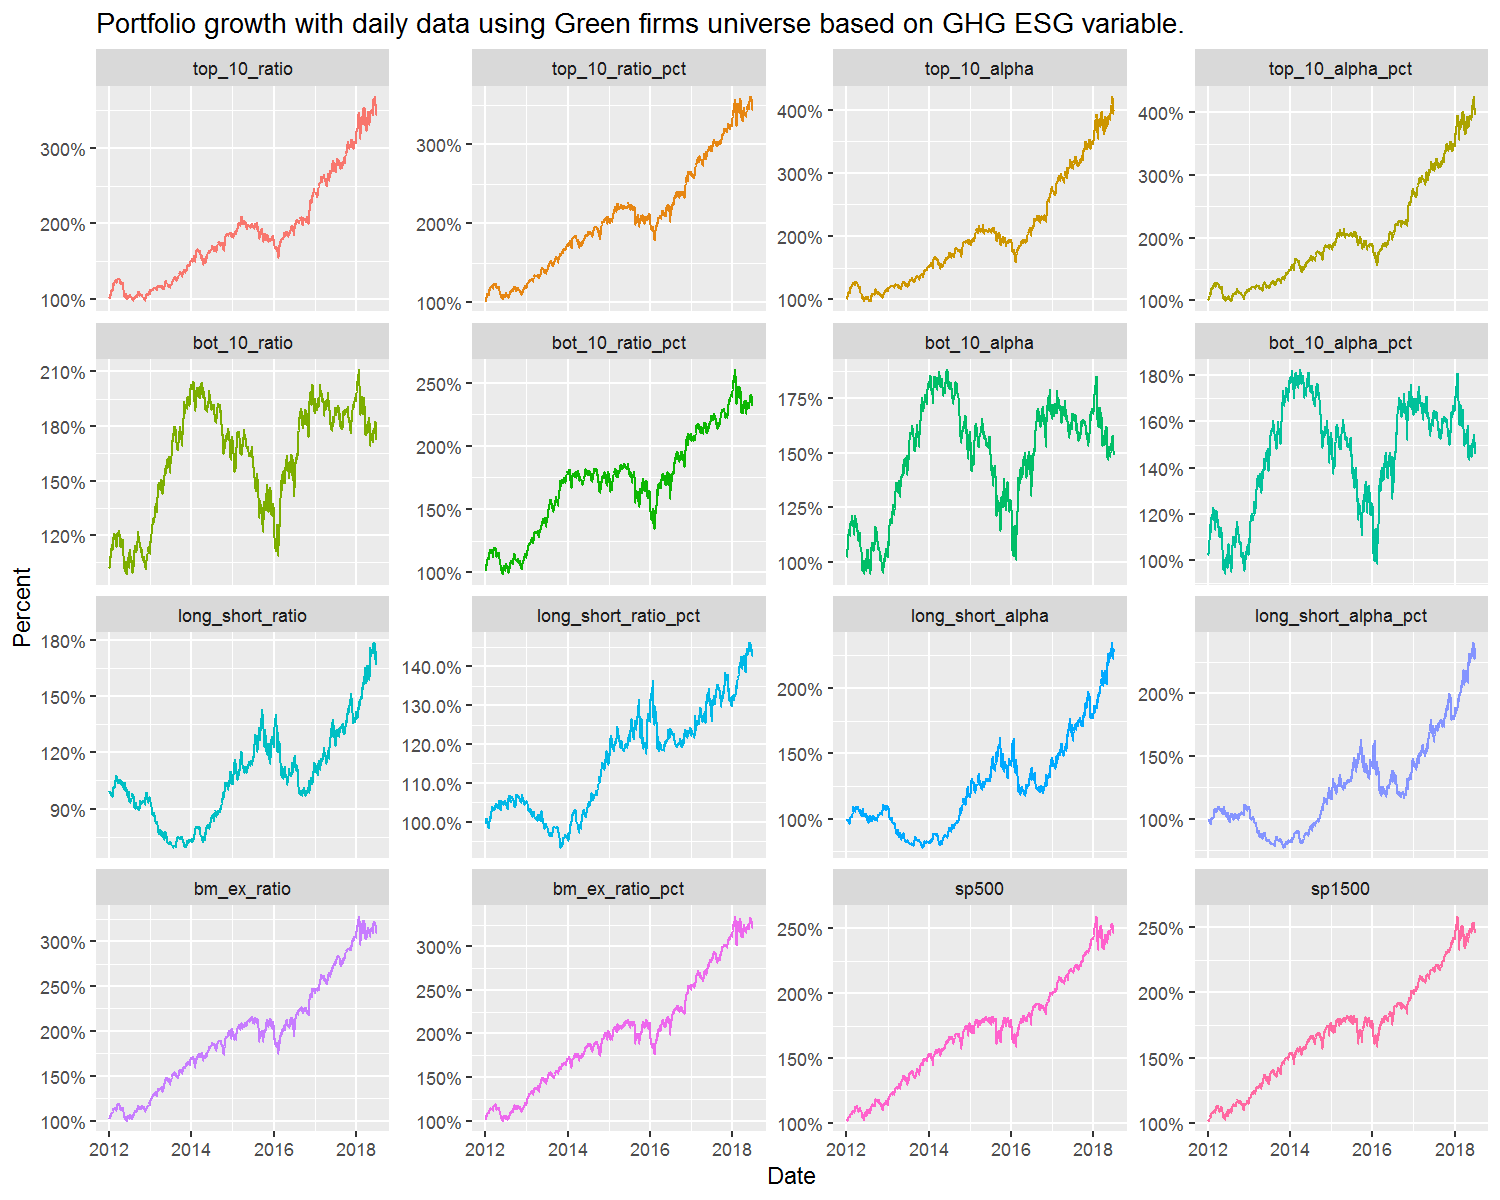 Portfolio growth with daily data using Green firms universe based on GHG ESG variable.
top_10_ratio
top_10_ratio_pct
top_10_alpha
top_10_alpha_pct
300%
200%
100%
300%
200%
100%
400%
300%
200%
100%
400%
300%
200%
100%
bot_10_ratio
bot_10_ratio_pct
bot_10_alpha
bot_10_alpha_pct
210%
180%
150%
120%
250%
200%
150%
100%
175%
150%
125%
100%
180%
160%
140%
120%
100%
Percent
long_short_ratio
long_short_ratio_pct
long_short_alpha
long_short_alpha_pct
180%
150%
120%
90%
140.0%
130.0%
120.0%
110.0%
100.0%
200%
150%
100%
200%
150%
100%
bm_ex_ratio
bm_ex_ratio_pct
sp500
sp1500
300%
250%
200%
150%
100%
300%
250%
200%
150%
100%
250%
200%
150%
100%
250%
200%
150%
100%
2012 2014 2016 2018
2012 2014 2016 2018
2012 2014 2016 2018
2012 2014 2016 2018
Date